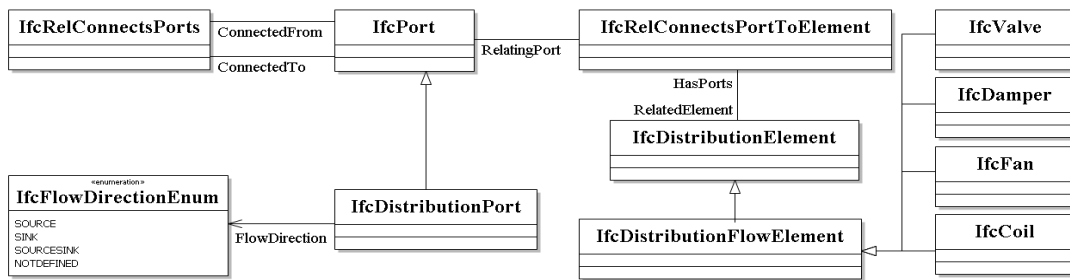 IfcRelConnectsPorts
ConnectedFrom
ConnectedTo
IfcPort
RelatingPort
IfcRelConnectsPortToElement
HasPorts
RelatedElement
IfcDistributionElement
IfcValve
IfcDamper
IfcFan
IfcCoil
«enumeration»
IfcFlowDirectionEnum
SOURCE
SINK
SOURCESINK
NOTDEFINED
FlowDirection
IfcDistributionPort
IfcDistributionFlowElement